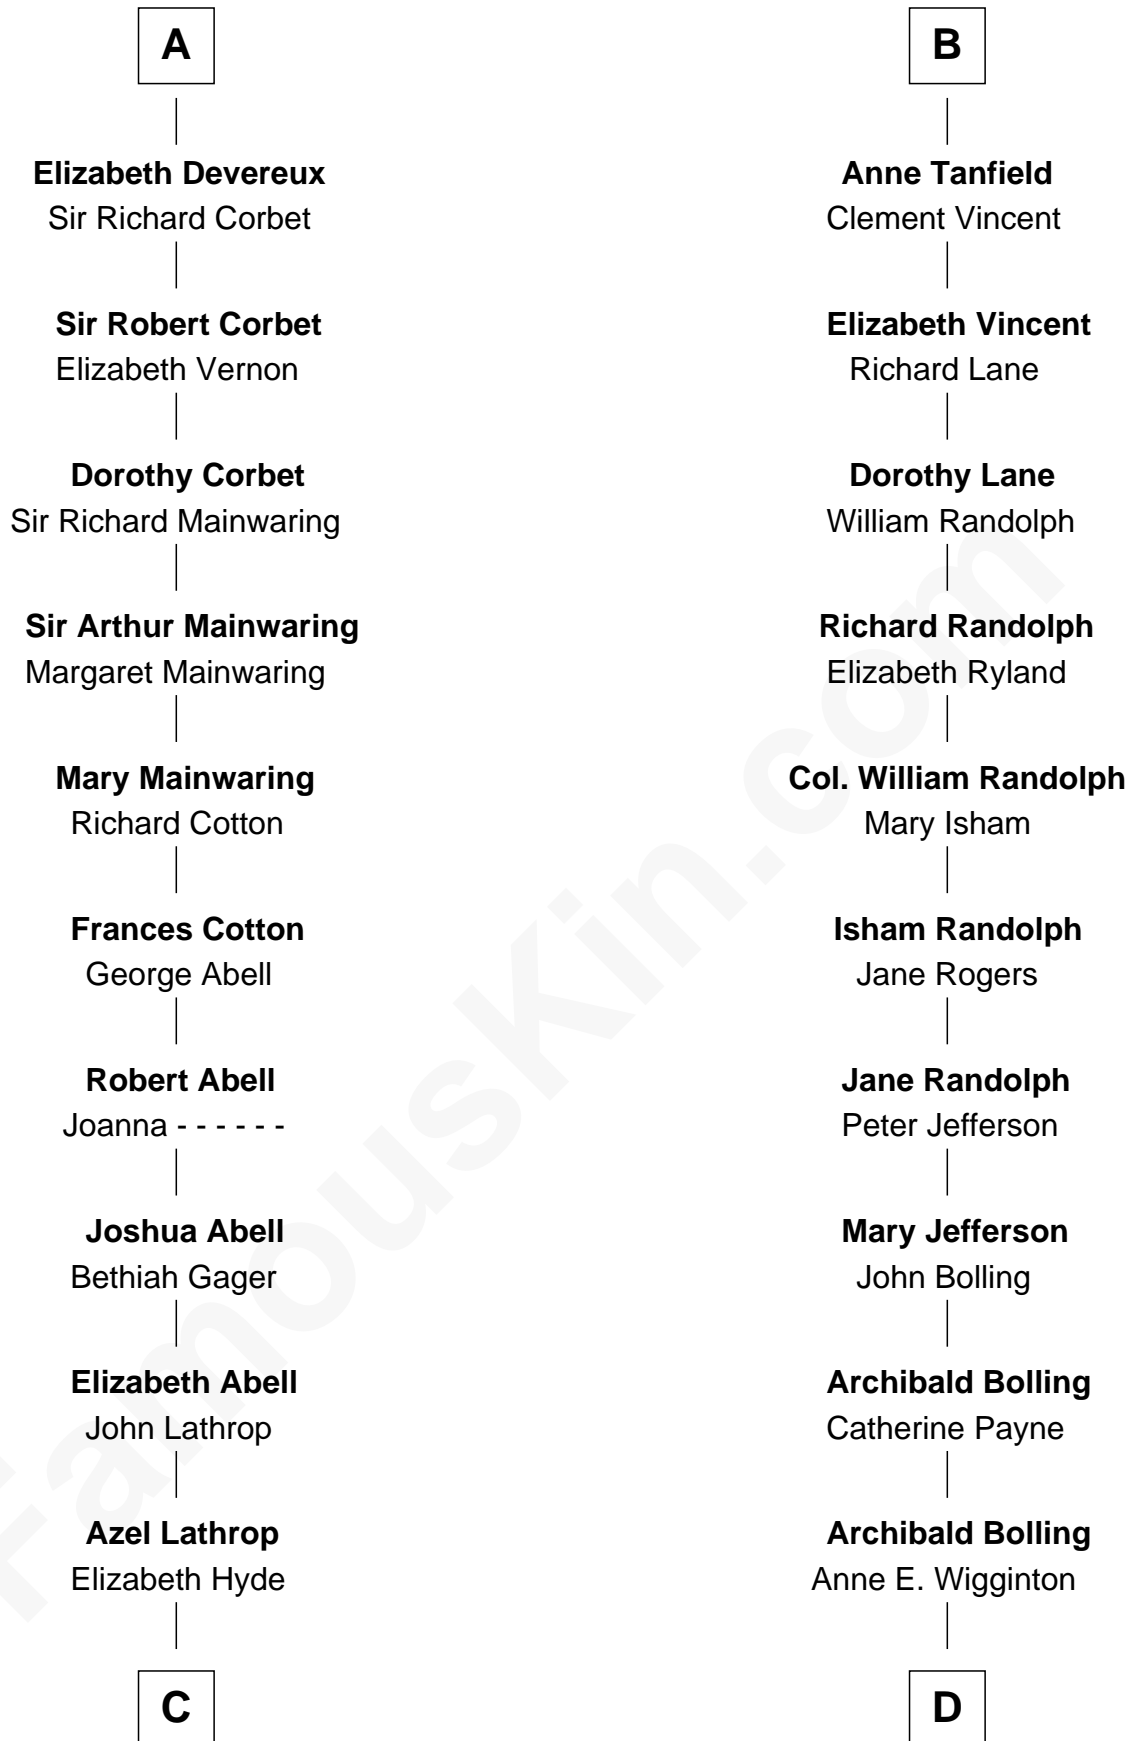 A
Elizabeth Devereux
Sir Richard Corbet
Sir Robert Corbet
Elizabeth Vernon
Dorothy Corbet
Sir Richard Mainwaring
Sir Arthur Mainwaring
Margaret Mainwaring
Mary Mainwaring
Richard Cotton
Frances Cotton
George Abell
Robert Abell
Joanna - - - - - -
Joshua Abell
Bethiah Gager
Elizabeth Abell
John Lathrop
Azel Lathrop
Elizabeth Hyde
C
B
Anne Tanfield
Clement Vincent
Elizabeth Vincent
Richard Lane
Dorothy Lane
William Randolph
Richard Randolph
Elizabeth Ryland
Col. William Randolph
Mary Isham
Isham Randolph
Jane Rogers
Jane Randolph
Peter Jefferson
Mary Jefferson
John Bolling
Archibald Bolling
Catherine Payne
Archibald Bolling
Anne E. Wigginton
D
FamousKin.com